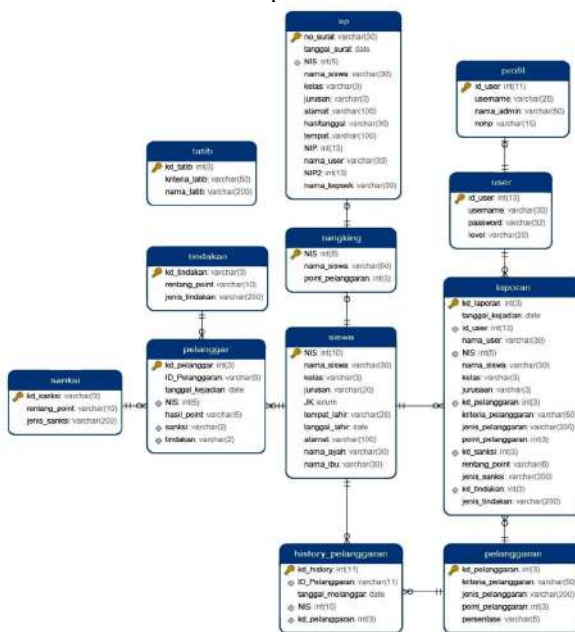 sp
no_surat varchar(30)
tanggal_surat date
NIS int(5)
nama_siswa varchar(30)
kelas varchar(3)
jurusan varchar(3)
alamat varchar(100)
hari/tanggal varchar(30)
tempat varchar(100)
NIP int(13)
nama_user varchar(30)
NIP2 int(13)
nama_kepsek varchar(30)
profil
id_user int(11)
username varchar(25)
nama_admin varchar(50)
nohp varchar(15)
tatib
kd_tatib int(3)
kriteria_tatib varchar(50)
nama_tatib varchar(200)
user
id_user int(13)
username varchar(30)
password varchar(32)
level varchar(20)
rangking
NIS int(5)
nama_siswa varchar(50)
point_pelanggaran int(3)
tindakan
kd_tindakan varchar(3)
rentang_point varchar(10)
jenis_tindakan varchar(200)
laporan
kd_laporan int(3)
tanggal_kejadian date
id_user int(13)
nama_user varchar(30)
NIS int(5)
nama_siswa varchar(30)
kelas varchar(3)
jurusan varchar(3)
kd_pelanggaran int(3)
kriteria_pelanggaran varchar(50)
jenis_pelanggaran varchar(200)
point_pelanggaran int(3)
kd_sanksi int(3)
rentang_point varchar(6)
jenis_sanksi varchar(200)
kd_tindakan int(3)
jenis_tindakan varchar(200)
siswa
NIS int(10)
nama_siswa varchar(30)
kelas varchar(3)
jurusan varchar(20)
JK enum
tempat_lahir varchar(20)
tanggal_lahir date
alamat varchar(100)
nama_ayah varchar(30)
nama_ibu varchar(30)
pelanggar
kd_pelanggar int(3)
ID_Pelanggaran varchar(5)
tanggal_kejadian date
NIS int(5)
hasil_point varchar(6)
sanksi varchar(2)
tindakan varchar(2)
sanksi
kd_sanksi varchar(3)
rentang_point varchar(10)
jenis_sanksi varchar(200)
history_pelanggaran
kd_history int(11)
ID_Pelanggaran varchar(11)
tanggal_melanggar date
NIS int(10)
kd_pelanggaran int(3)
pelanggaran
kd_pelanggaran int(3)
kriteria_pelanggaran varchar(50)
jenis_pelanggaran varchar(200)
point_pelanggaran int(3)
persentase varchar(5)